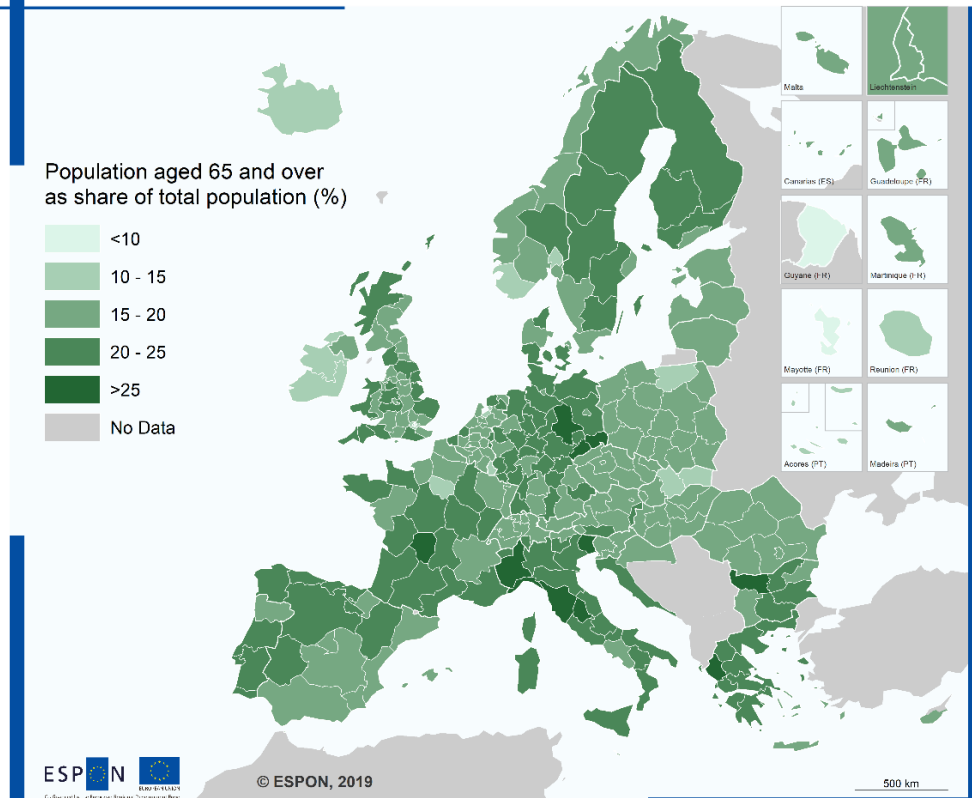 Population aged 65 and over
as share of total population (%)
<10
10 - 15
15 - 20
20 - 25
>25
No Data
Malta
Liechtenstein
Canarias (ES)
Guadeloupe (FR)
Guyane (FR)
Martinique (FR)
Mayotte (FR)
Reunion (FR)
Acores (PT)
Madeira (PT)
ESPON
EUROPEAN UNION
© ESPON, 2019
500 km